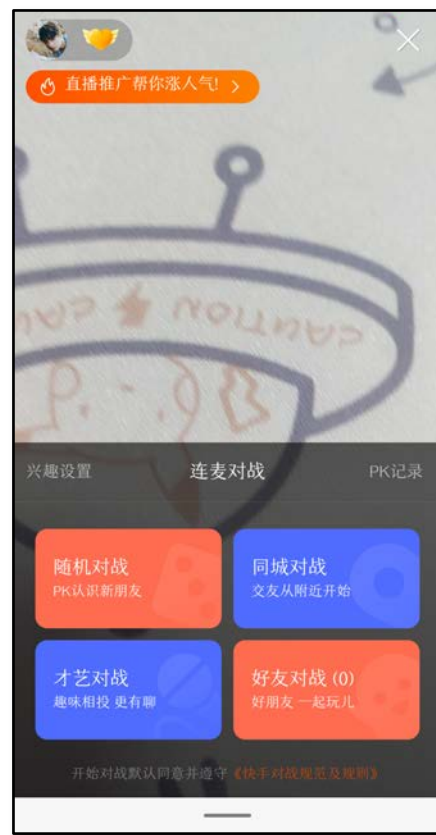 直播推广帮你涨人气!
CAUTION
CAUTION
兴趣设置
连麦对战
PK记录
随机对战
PK认识新朋友
同城对战
交友从附近开始
才艺对战
趣味相投 更有聊
好友对战 (0)
好朋友 一起玩儿
开始对战默认同意并遵守《快手对战规范及规则》